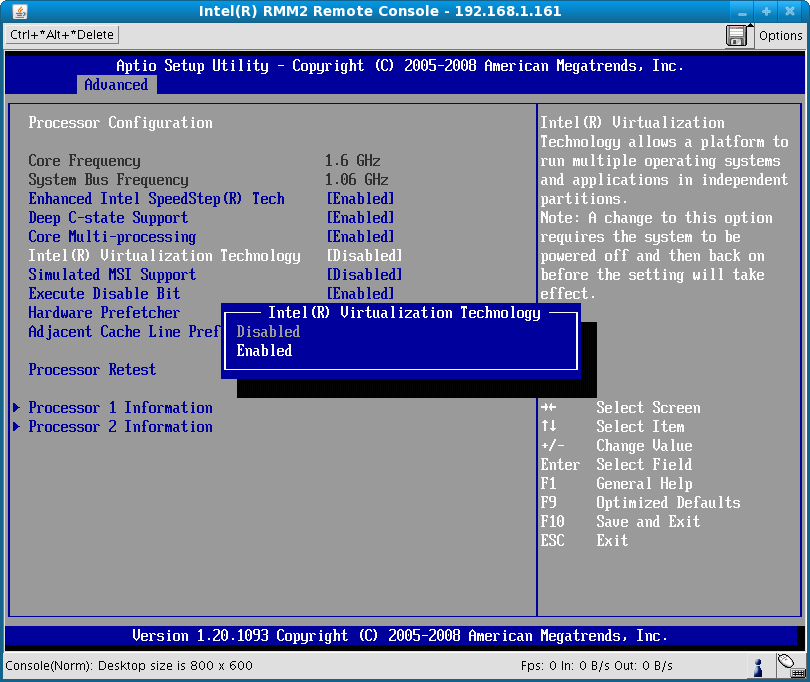 Intel(R) RMM2 Remote Console - 192.168.1.161
Ctrl+*Alt+*Delete
Options
Aptio Setup Utility - Copyright (C) 2005-2008 American Megatrends, Inc.
Advanced
Processor Configuration
Core Frequency 1.6 GHz
System Bus Frequency 1.06 GHz
Enhanced Intel SpeedStep(R) Tech [Enabled]
Deep C-state Support [Enabled]
Core Multi-processing [Enabled]
Intel(R) Virtualization Technology [Disabled]
Simulated MSI Support [Disabled]
Execute Disable Bit [Enabled]
Hardware Prefetcher
Adjacent Cache Line Pref
Processor Retest
Processor 1 Information
Processor 2 Information
Intel(R) Virtualization Technology
Disabled
Enabled
Intel(R) Virtualization
Technology allows a platform to
run multiple operating systems
and applications in independent
partitions.
Note: A change to this option
requires the system to be
powered off and then back on
before the setting will take
effect.
→← Select Screen
↑↓ Select Item
+/- Change Value
Enter Select Field
F1 General Help
F9 Optimized Defaults
F10 Save and Exit
ESC Exit
Version 1.20.1093 Copyright (C) 2005-2008 American Megatrends, Inc.
Console(Norm): Desktop size is 800 x 600
Fps: 0 In: 0 B/s Out: 0 B/s